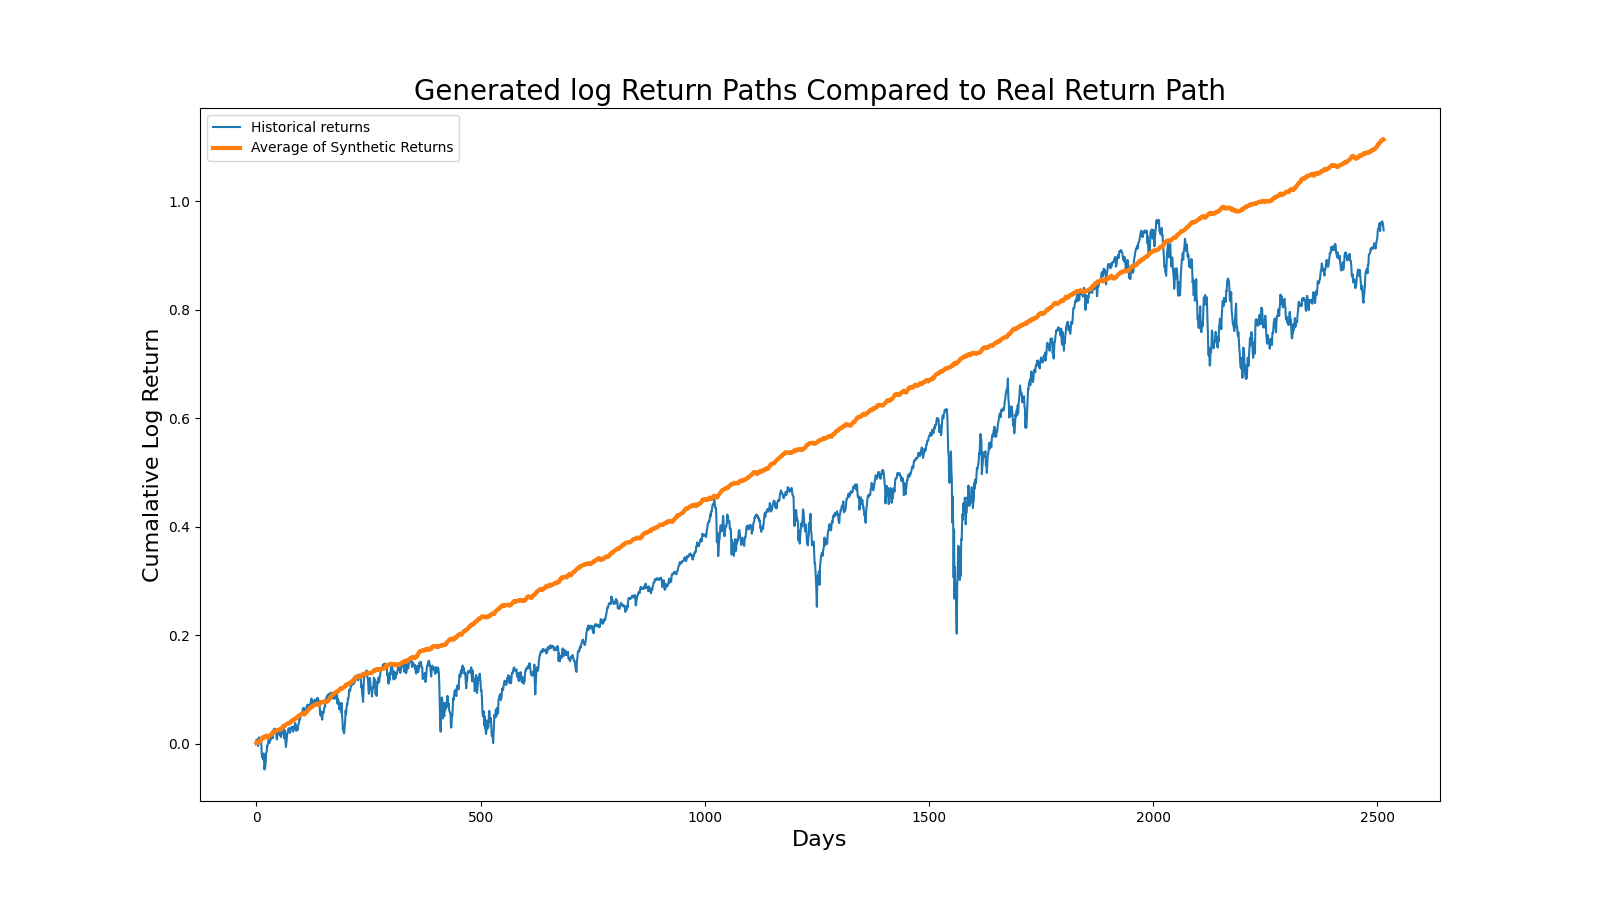 Generated log Return Paths Compared to Real Return Path
Historical returns
Average of Synthetic Returns
Cumalative Log Return
1.0
0.8
0.6
0.4
0.2
0.0
0 500 1000 1500 2000 2500
Days